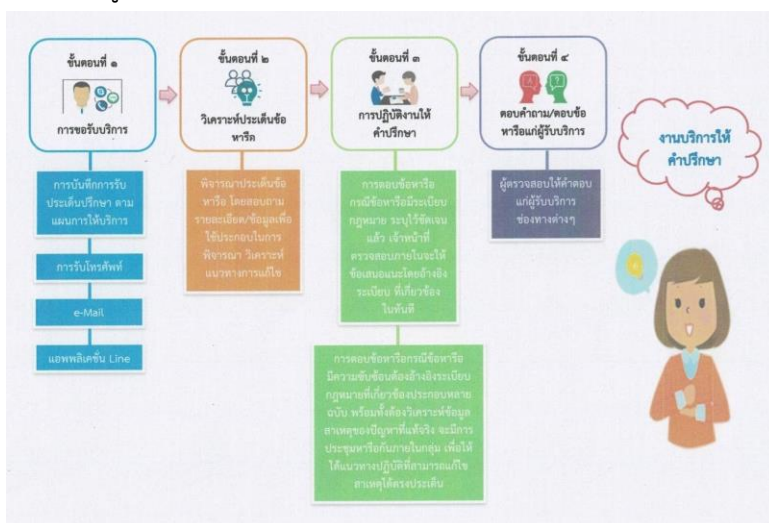 ขั้นตอนที่ ๑
การขอรับบริการ
การบันทึกการรับ
ประเด็นปรึกษา ตาม
แผนการให้บริการ
การรับโทรศัพท์
e-Mail
แอพพลิเคชั่น Line
ขั้นตอนที่ ๒
วิเคราะห์ประเด็นข้อ
หารือ
พิจารณาประเด็นข้อ
หารือ โดยสอบถาม
รายละเอียด/ข้อมูลเพื่อ
ใช้ประกอบในการ
พิจารณา วิเคราะห์
แนวทางการแก้ไข
ขั้นตอนที่ ๓
การปฏิบัติงานให้
คำปรึกษา
การตอบข้อหารือ
กรณีข้อหารือมีระเบียบ
กฎหมาย ระบุไว้ชัดเจน
แล้ว เจ้าหน้าที่
ตรวจสอบภายในจะให้
ข้อเสนอแนะโดยอ้างอิง
ระเบียบ ที่เกี่ยวข้อง
ในทันที
การตอบข้อหารือกรณีข้อหารือ
มีความซับซ้อนต้องอ้างอิงระเบียบ
กฎหมายที่เกี่ยวข้องประกอบหลาย
ฉบับ พร้อมทั้งต้องวิเคราะห์ข้อมูล
สาเหตุของปัญหาที่แท้จริง จะมีการ
ประชุมหารือกันภายในกลุ่ม เพื่อให้
ได้แนวทางปฏิบัติที่สามารถแก้ไข
สาเหตุได้ตรงประเด็น
ขั้นตอนที่ ๔
ตอบคำถาม/ตอบข้อ
หารือแก่ผู้รับบริการ
ผู้ตรวจสอบให้คำตอบ
แก่ผู้รับบริการ
ช่องทางต่างๆ
งานบริการให้
คำปรึกษา